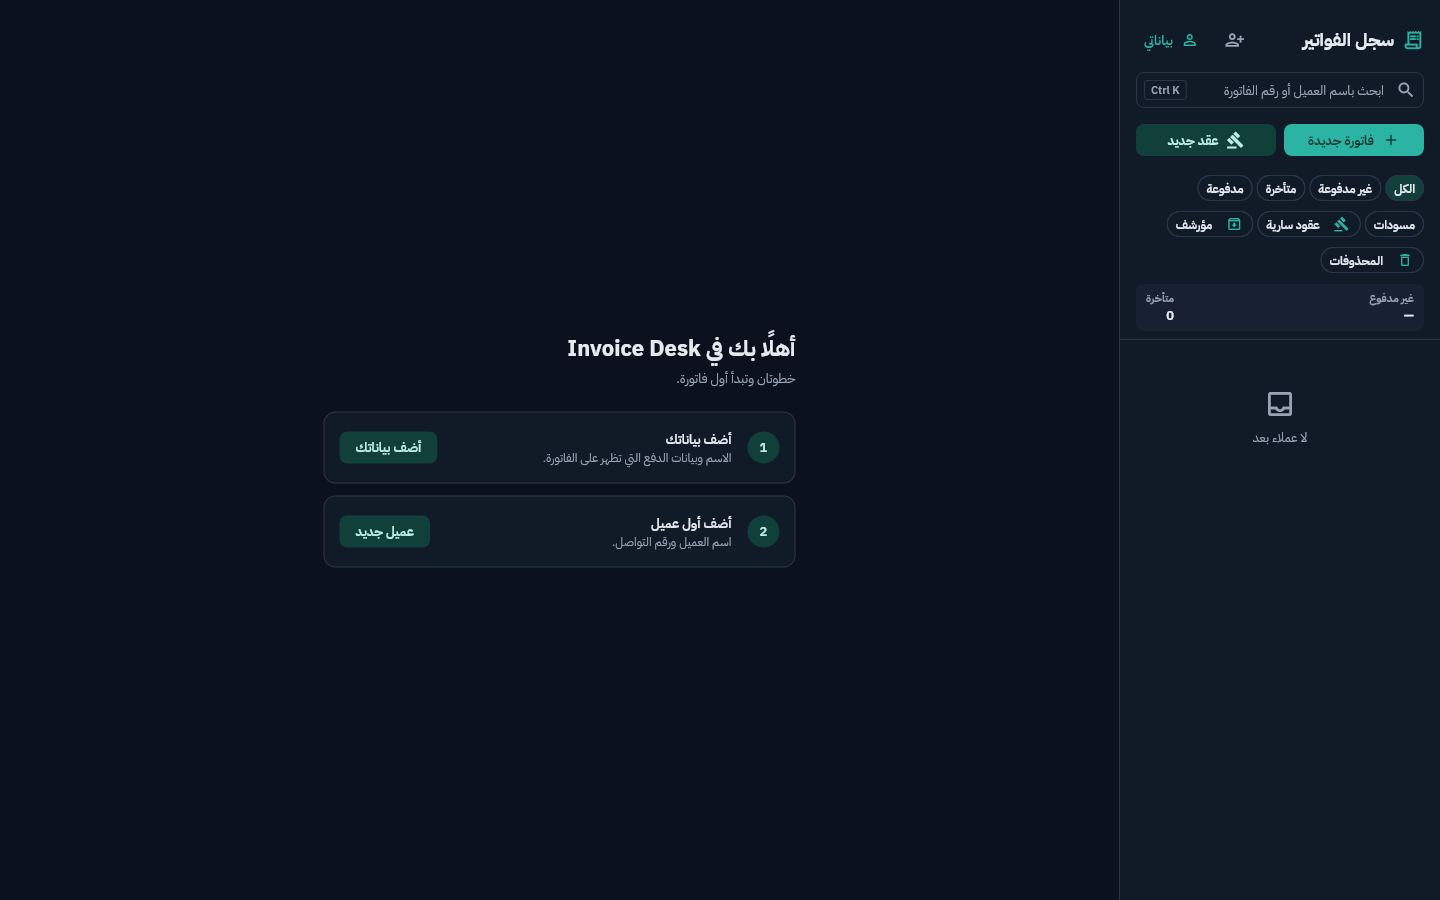 سجل الفواتير
بياناتي
ابحث باسم العميل أو رقم الفاتورة
Ctrl K
فاتورة جديدة
عقد جديد
الكل
غير مدفوعة
متأخرة
مدفوعة
مسودات
عقود سارية
مؤرشف
المحذوفات
غير مدفوع
—
متأخرة
0
لا عملاء بعد
أهلًا بك في Invoice Desk
خطوتان وتبدأ أول فاتورة.
1
أضف بياناتك
الاسم وبيانات الدفع التي تظهر على الفاتورة.
أضف بياناتك
2
أضف أول عميل
اسم العميل ورقم التواصل.
عميل جديد